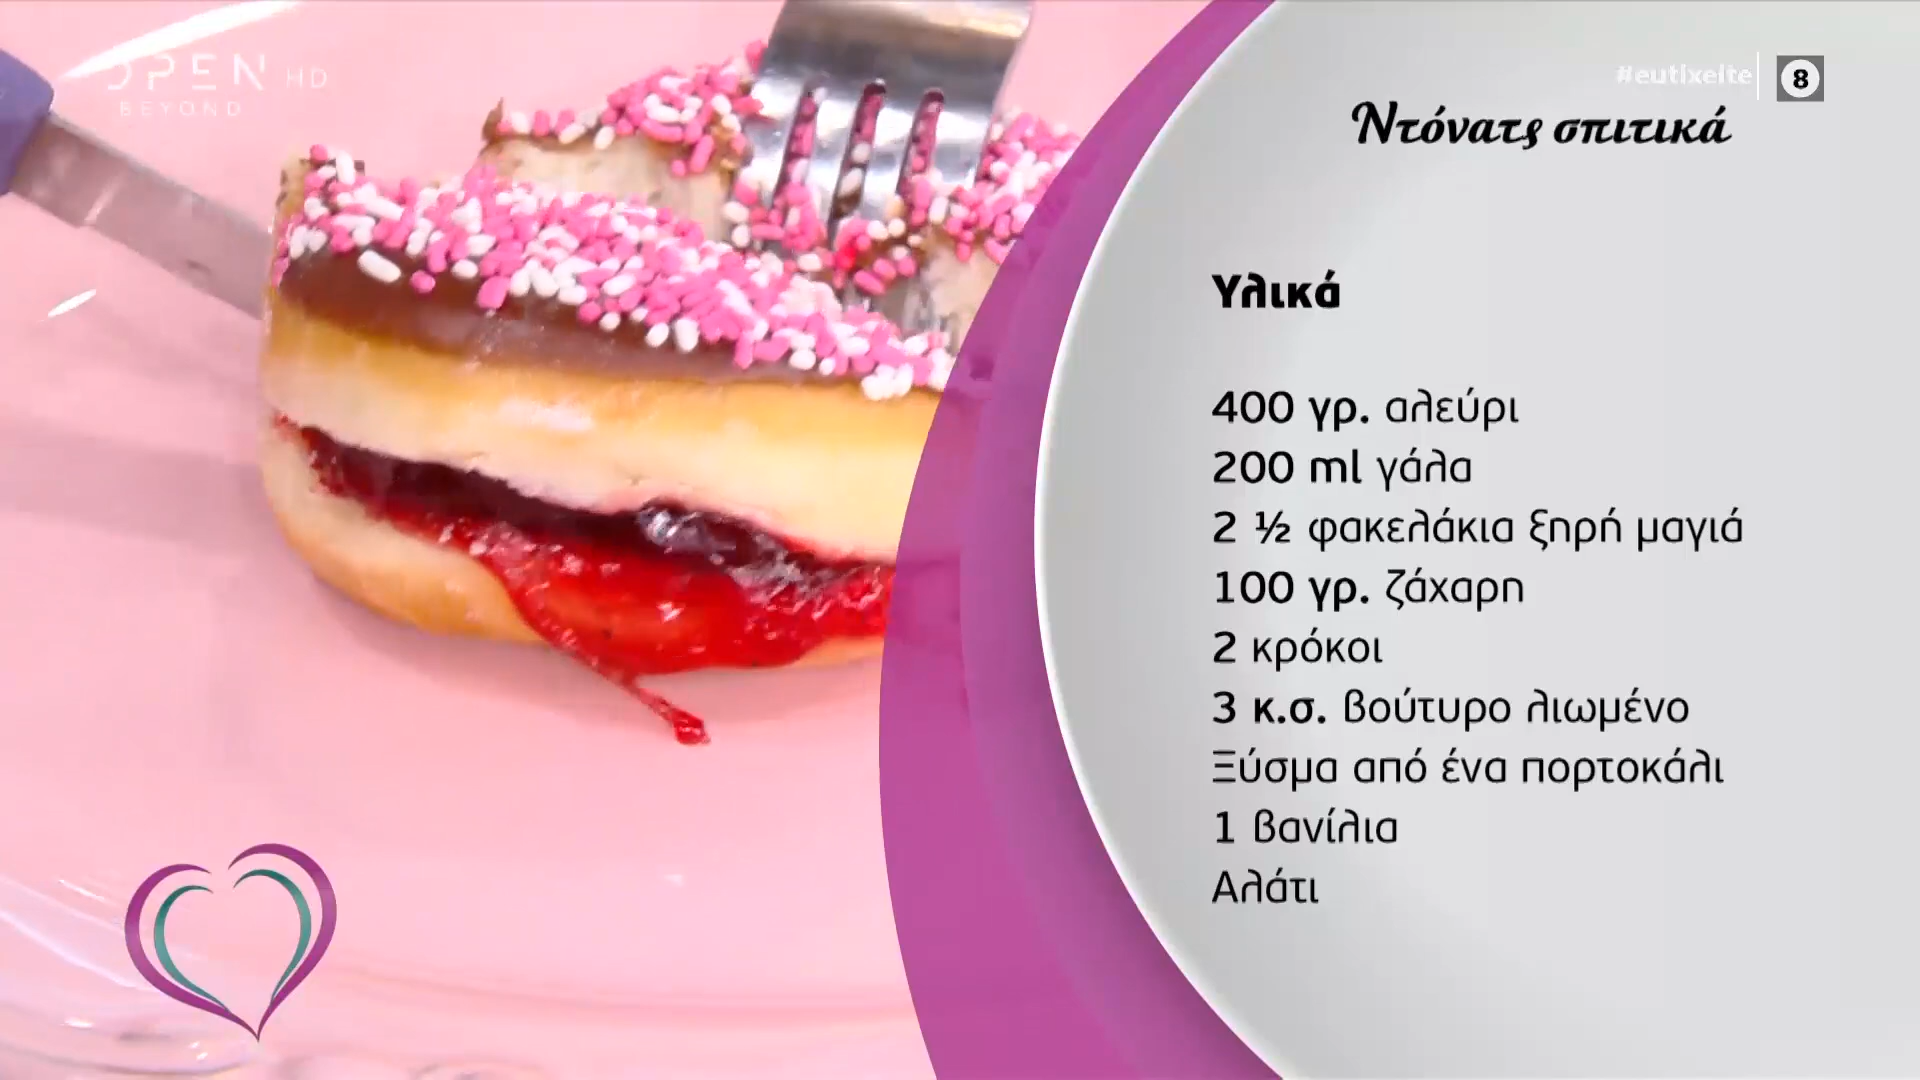 OPEN HD
BEYOND
#eutixeite
8
Ντόνατς σπιτικά
Υλικά
400 γρ. αλεύρι
200 ml γάλα
2 ½ φακελάκια ξηρή μαγιά
100 γρ. ζάχαρη
2 κρόκοι
3 κ.σ. βούτυρο λιωμένο
Ξύσμα από ένα πορτοκάλι
1 βανίλια
Αλάτι